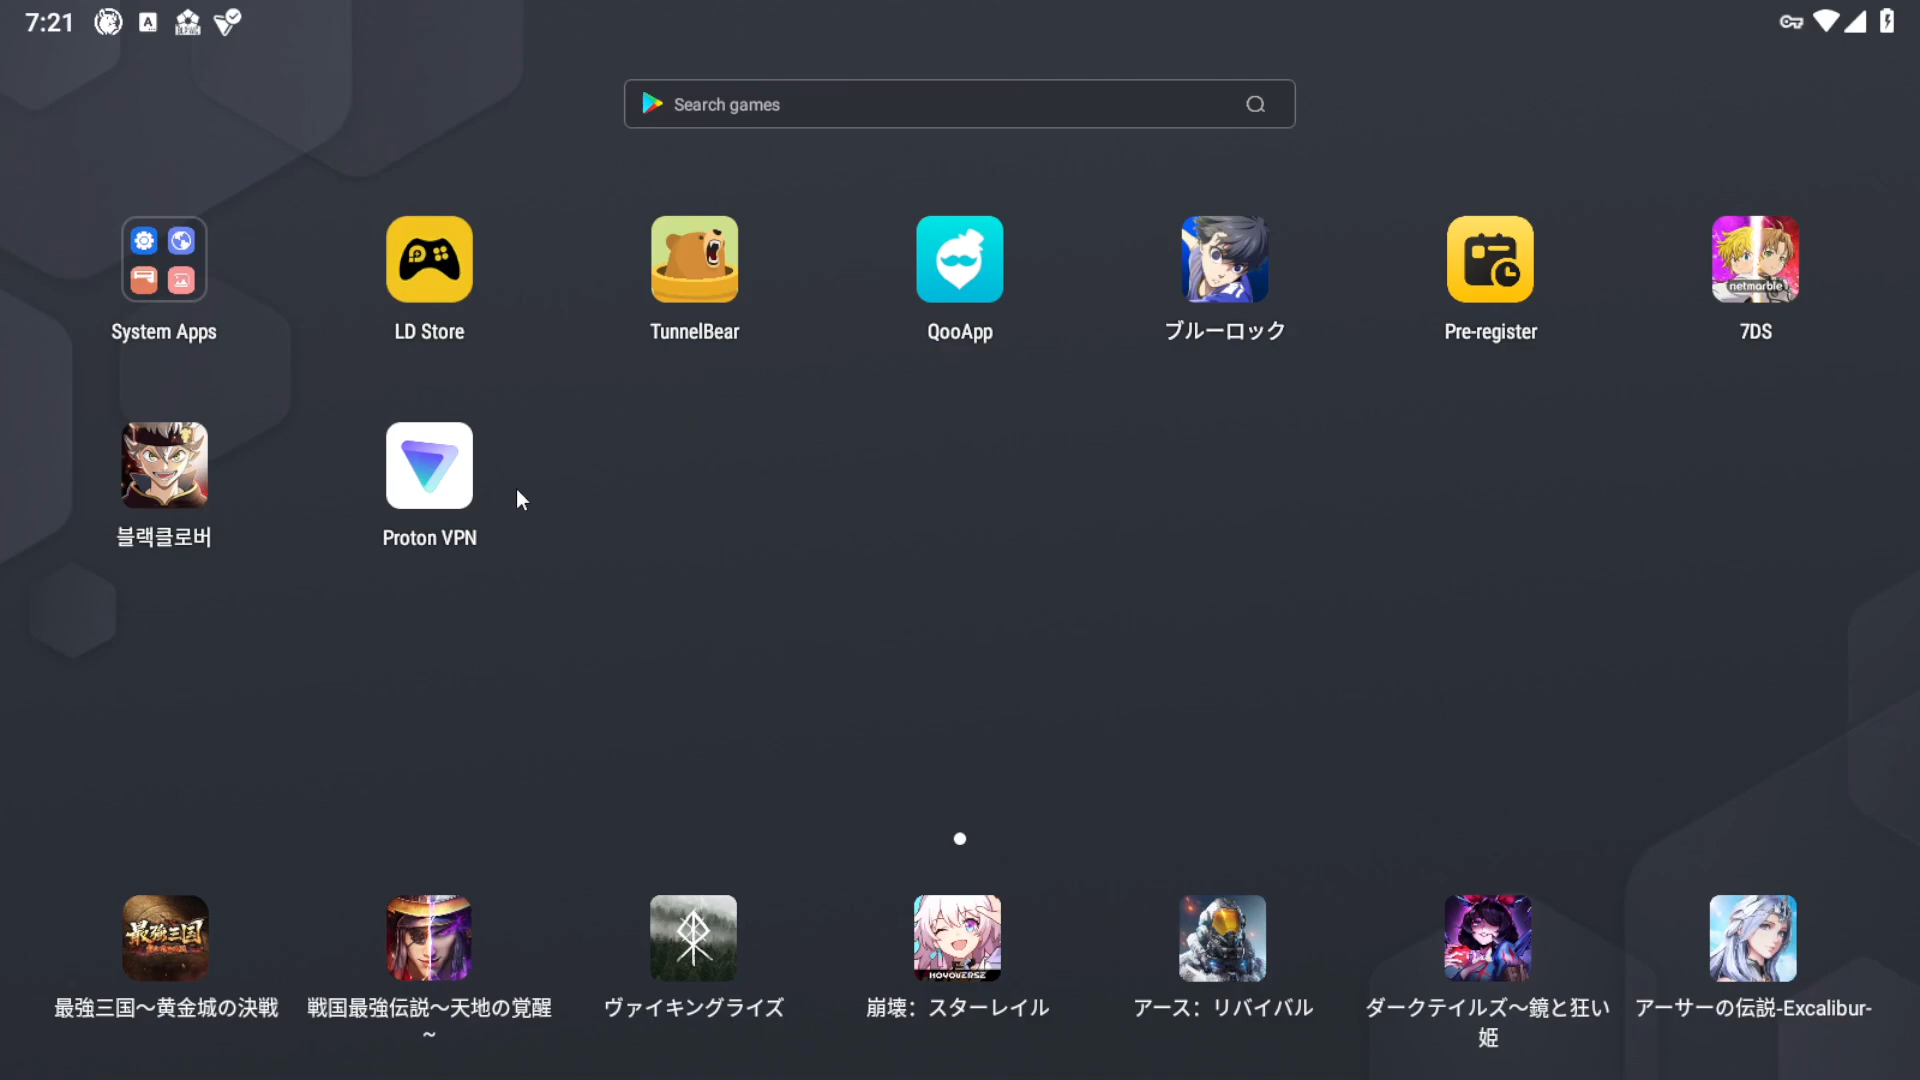 7:21
A
Search games
System Apps
LD Store
TunnelBear
QooApp
ブルーロック
Pre-register
netmarble
7DS
블랙클로버
Proton VPN
最強三国
HOYOVERSE
最強三国～黄金城の決戦
戦国最強伝説～天地の覚醒
~
ヴァイキングライズ
崩壊：スターレイル
アース：リバイバル
ダークテイルズ～鏡と狂い
姫
アーサーの伝説-Excalibur-